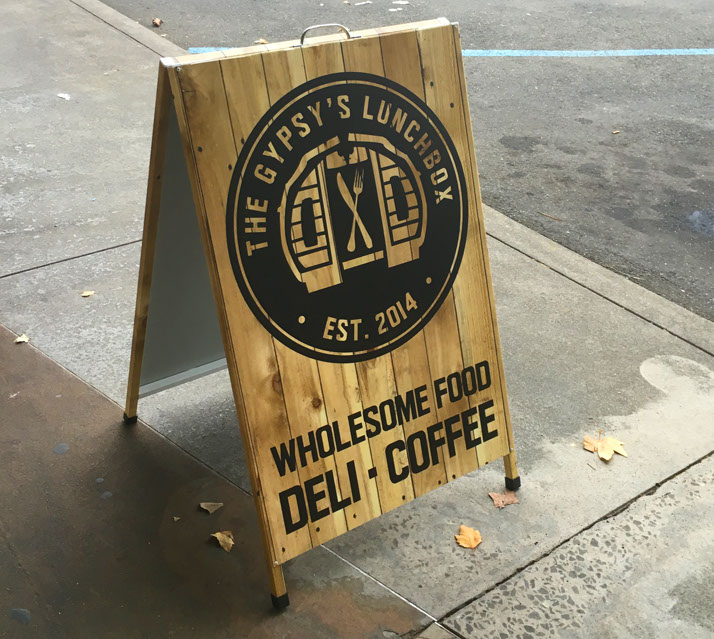 THE GYPSY'S LUNCHBOX
EST. 2014
WHOLESOME FOOD
DELI · COFFEE